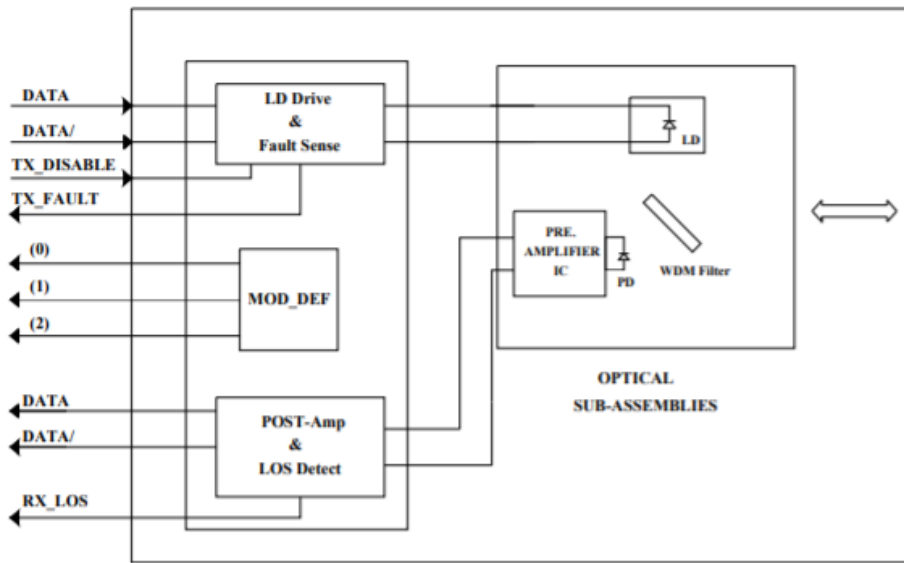 DATA
DATA/
TX_DISABLE
TX_FAULT
(0)
(1)
(2)
DATA
DATA/
RX_LOS
LD Drive
&
Fault Sense
MOD_DEF
POST-Amp
&
LOS Detect
LD
PRE.
AMPLIFIER
IC
PD
WDM Filter
OPTICAL
SUB-ASSEMBLIES